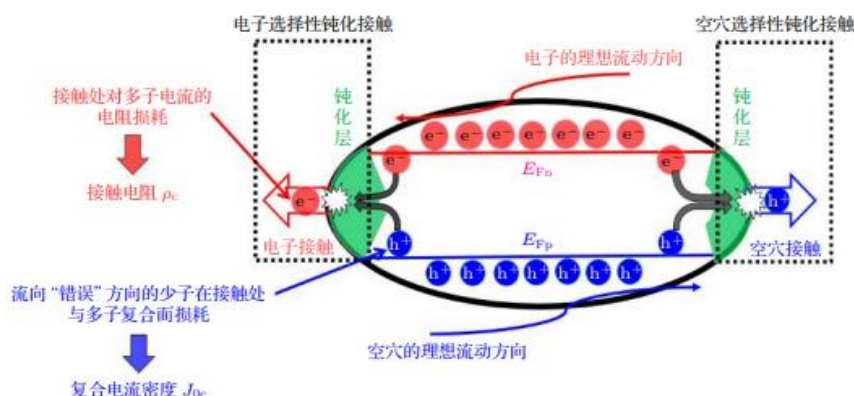 电子选择性钝化接触
空穴选择性钝化接触
电子的理想流动方向
接触处对多子电流的
电阻损耗
钝化层
钝化层
e⁻ e⁻ e⁻ e⁻ e⁻ e⁻ e⁻
e⁻
e⁻
E_Fn
接触电阻 ρ_c
e⁻
h⁺
电子接触
h⁺
E_Fp
h⁺
空穴接触
h⁺ h⁺ h⁺ h⁺ h⁺ h⁺ h⁺
流向“错误”方向的少子在接触处
与多子复合而损耗
空穴的理想流动方向
复合电流密度 J_0c